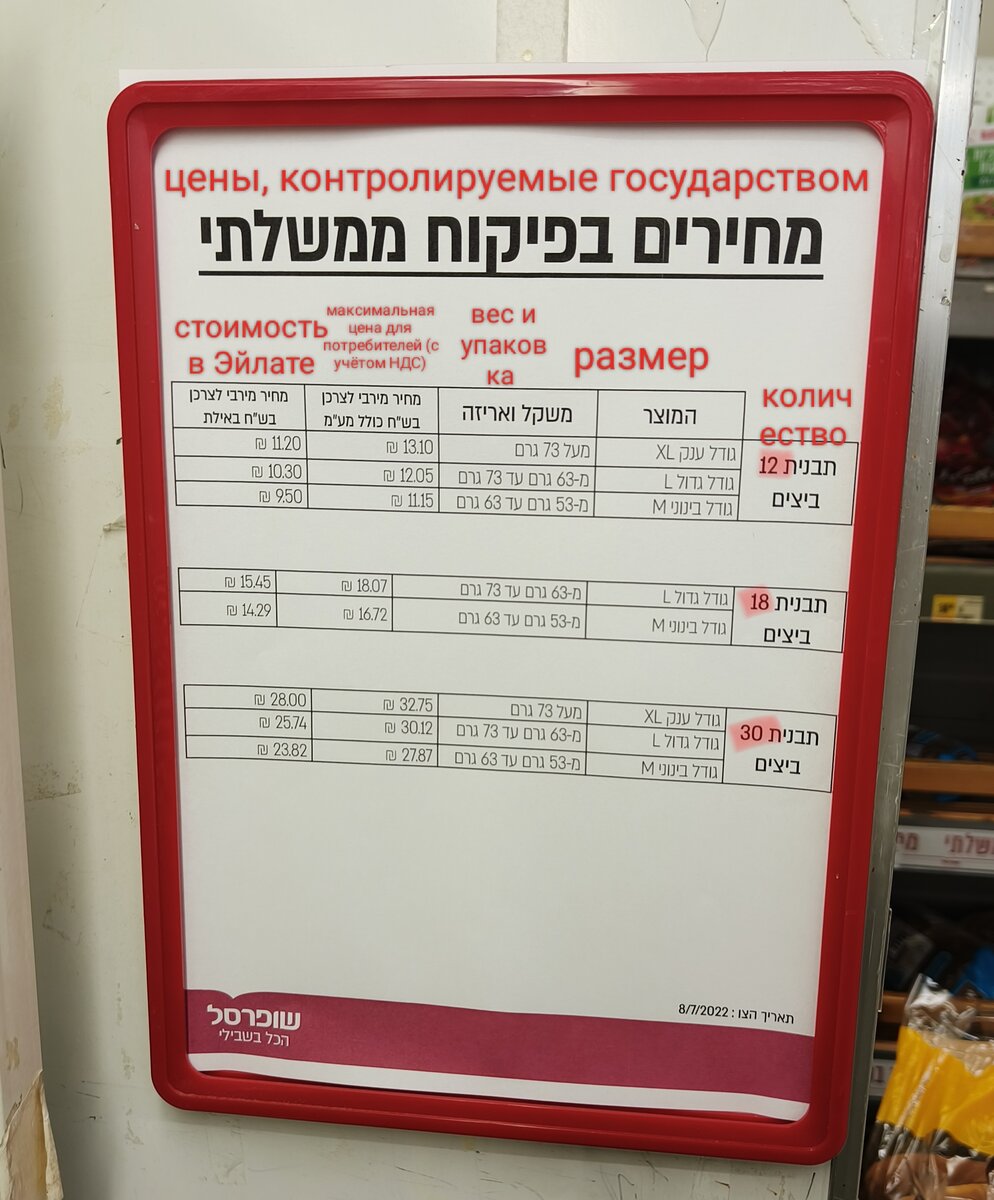 цены, контролируемые государством
מחירים בפיקוח ממשלתי
стоимость
в Эйлате
максимальная
цена для
потребителей (с
учётом НДС)
вес и
упаков
ка
размер
колич
ество
המוצר
משקל ואריזה
מחיר מירבי לצרכן
בש"ח כולל מע"מ
מחיר מירבי לצרכן
בש"ח באילת
תבנית 12
ביצים
גודל ענק XL מעל 73 גרם 13.10 ₪ 11.20 ₪
גודל גדול L מ-63 גרם עד 73 גרם 12.05 ₪ 10.30 ₪
גודל בינוני M מ-53 גרם עד 63 גרם 11.15 ₪ 9.50 ₪
תבנית 18
ביצים
גודל גדול L מ-63 גרם עד 73 גרם 18.07 ₪ 15.45 ₪
גודל בינוני M מ-53 גרם עד 63 גרם 16.72 ₪ 14.29 ₪
תבנית 30
ביצים
גודל ענק XL מעל 73 גרם 32.75 ₪ 28.00 ₪
גודל גדול L מ-63 גרם עד 73 גרם 30.12 ₪ 25.74 ₪
גודל בינוני M מ-53 גרם עד 63 גרם 27.87 ₪ 23.82 ₪
תאריך הצו : 8/7/2022
שופרסל
הכל בשבילי